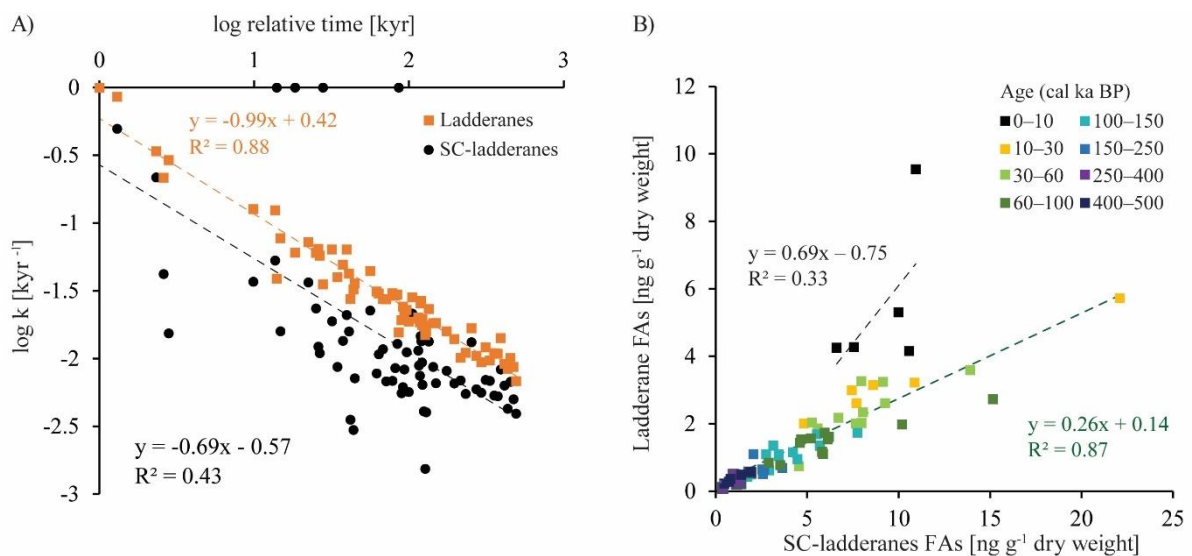 A)
log relative time [kyr]
0 1 2 3
0
-0.5
-1
-1.5
-2
-2.5
-3
log k [kyr -1]
y = -0.99x + 0.42
R² = 0.88
Ladderanes
SC-ladderanes
y = -0.69x - 0.57
R² = 0.43
B)
12
10
8
6
4
2
0
Ladderane FAs [ng g-1 dry weight]
Age (cal ka BP)
0–10 100–150
10–30 150–250
30–60 250–400
60–100 400–500
y = 0.69x – 0.75
R² = 0.33
y = 0.26x + 0.14
R² = 0.87
0 5 10 15 20 25
SC-ladderanes FAs [ng g-1 dry weight]